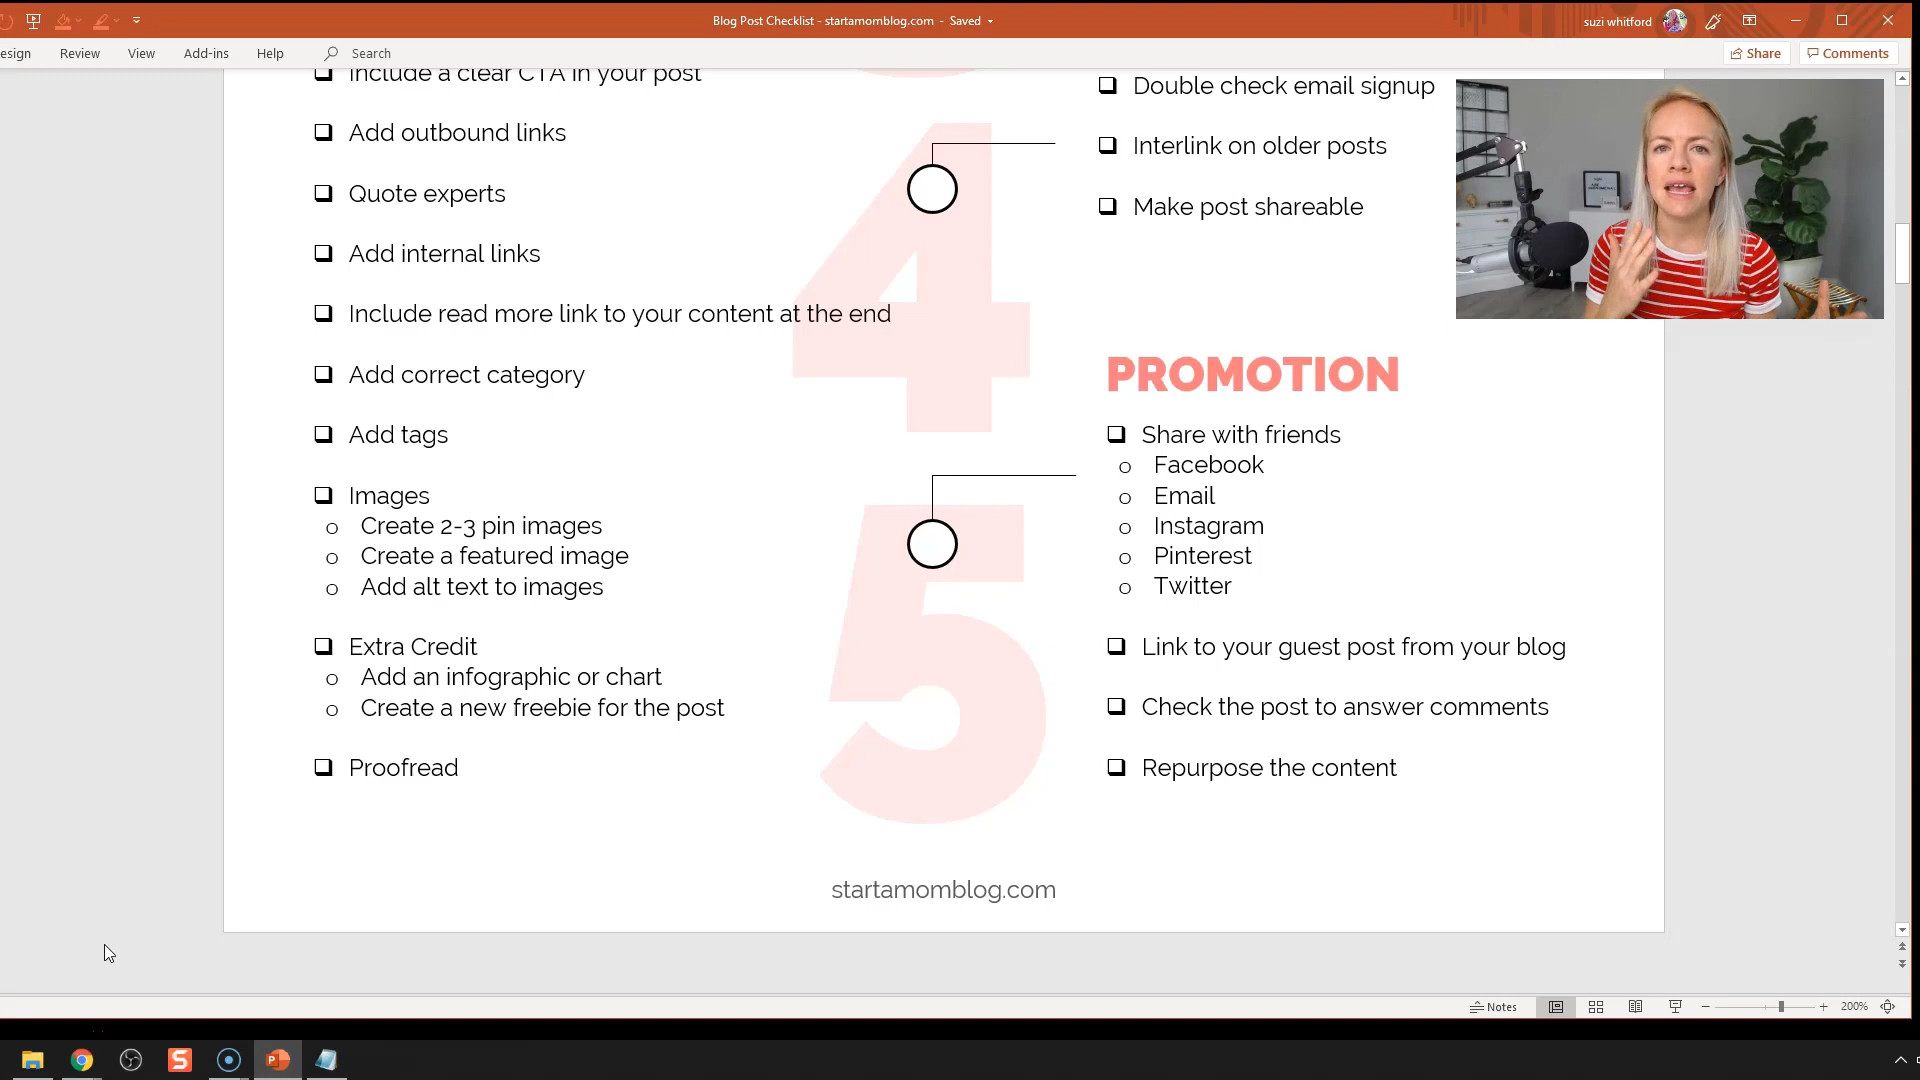 Blog Post Checklist - startamomblog.com - Saved
suzi whitford
esign
Review
View
Add-ins
Help
Search
Share
Comments
Include a clear CTA in your post
Add outbound links
Quote experts
Add internal links
Include read more link to your content at the end
Add correct category
Add tags
Images
o Create 2-3 pin images
o Create a featured image
o Add alt text to images
Extra Credit
o Add an infographic or chart
o Create a new freebie for the post
Proofread
4
5
Double check email signup
Interlink on older posts
Make post shareable
PROMOTION
Share with friends
o Facebook
o Email
o Instagram
o Pinterest
o Twitter
Link to your guest post from your blog
Check the post to answer comments
Repurpose the content
startamomblog.com
Notes
200%